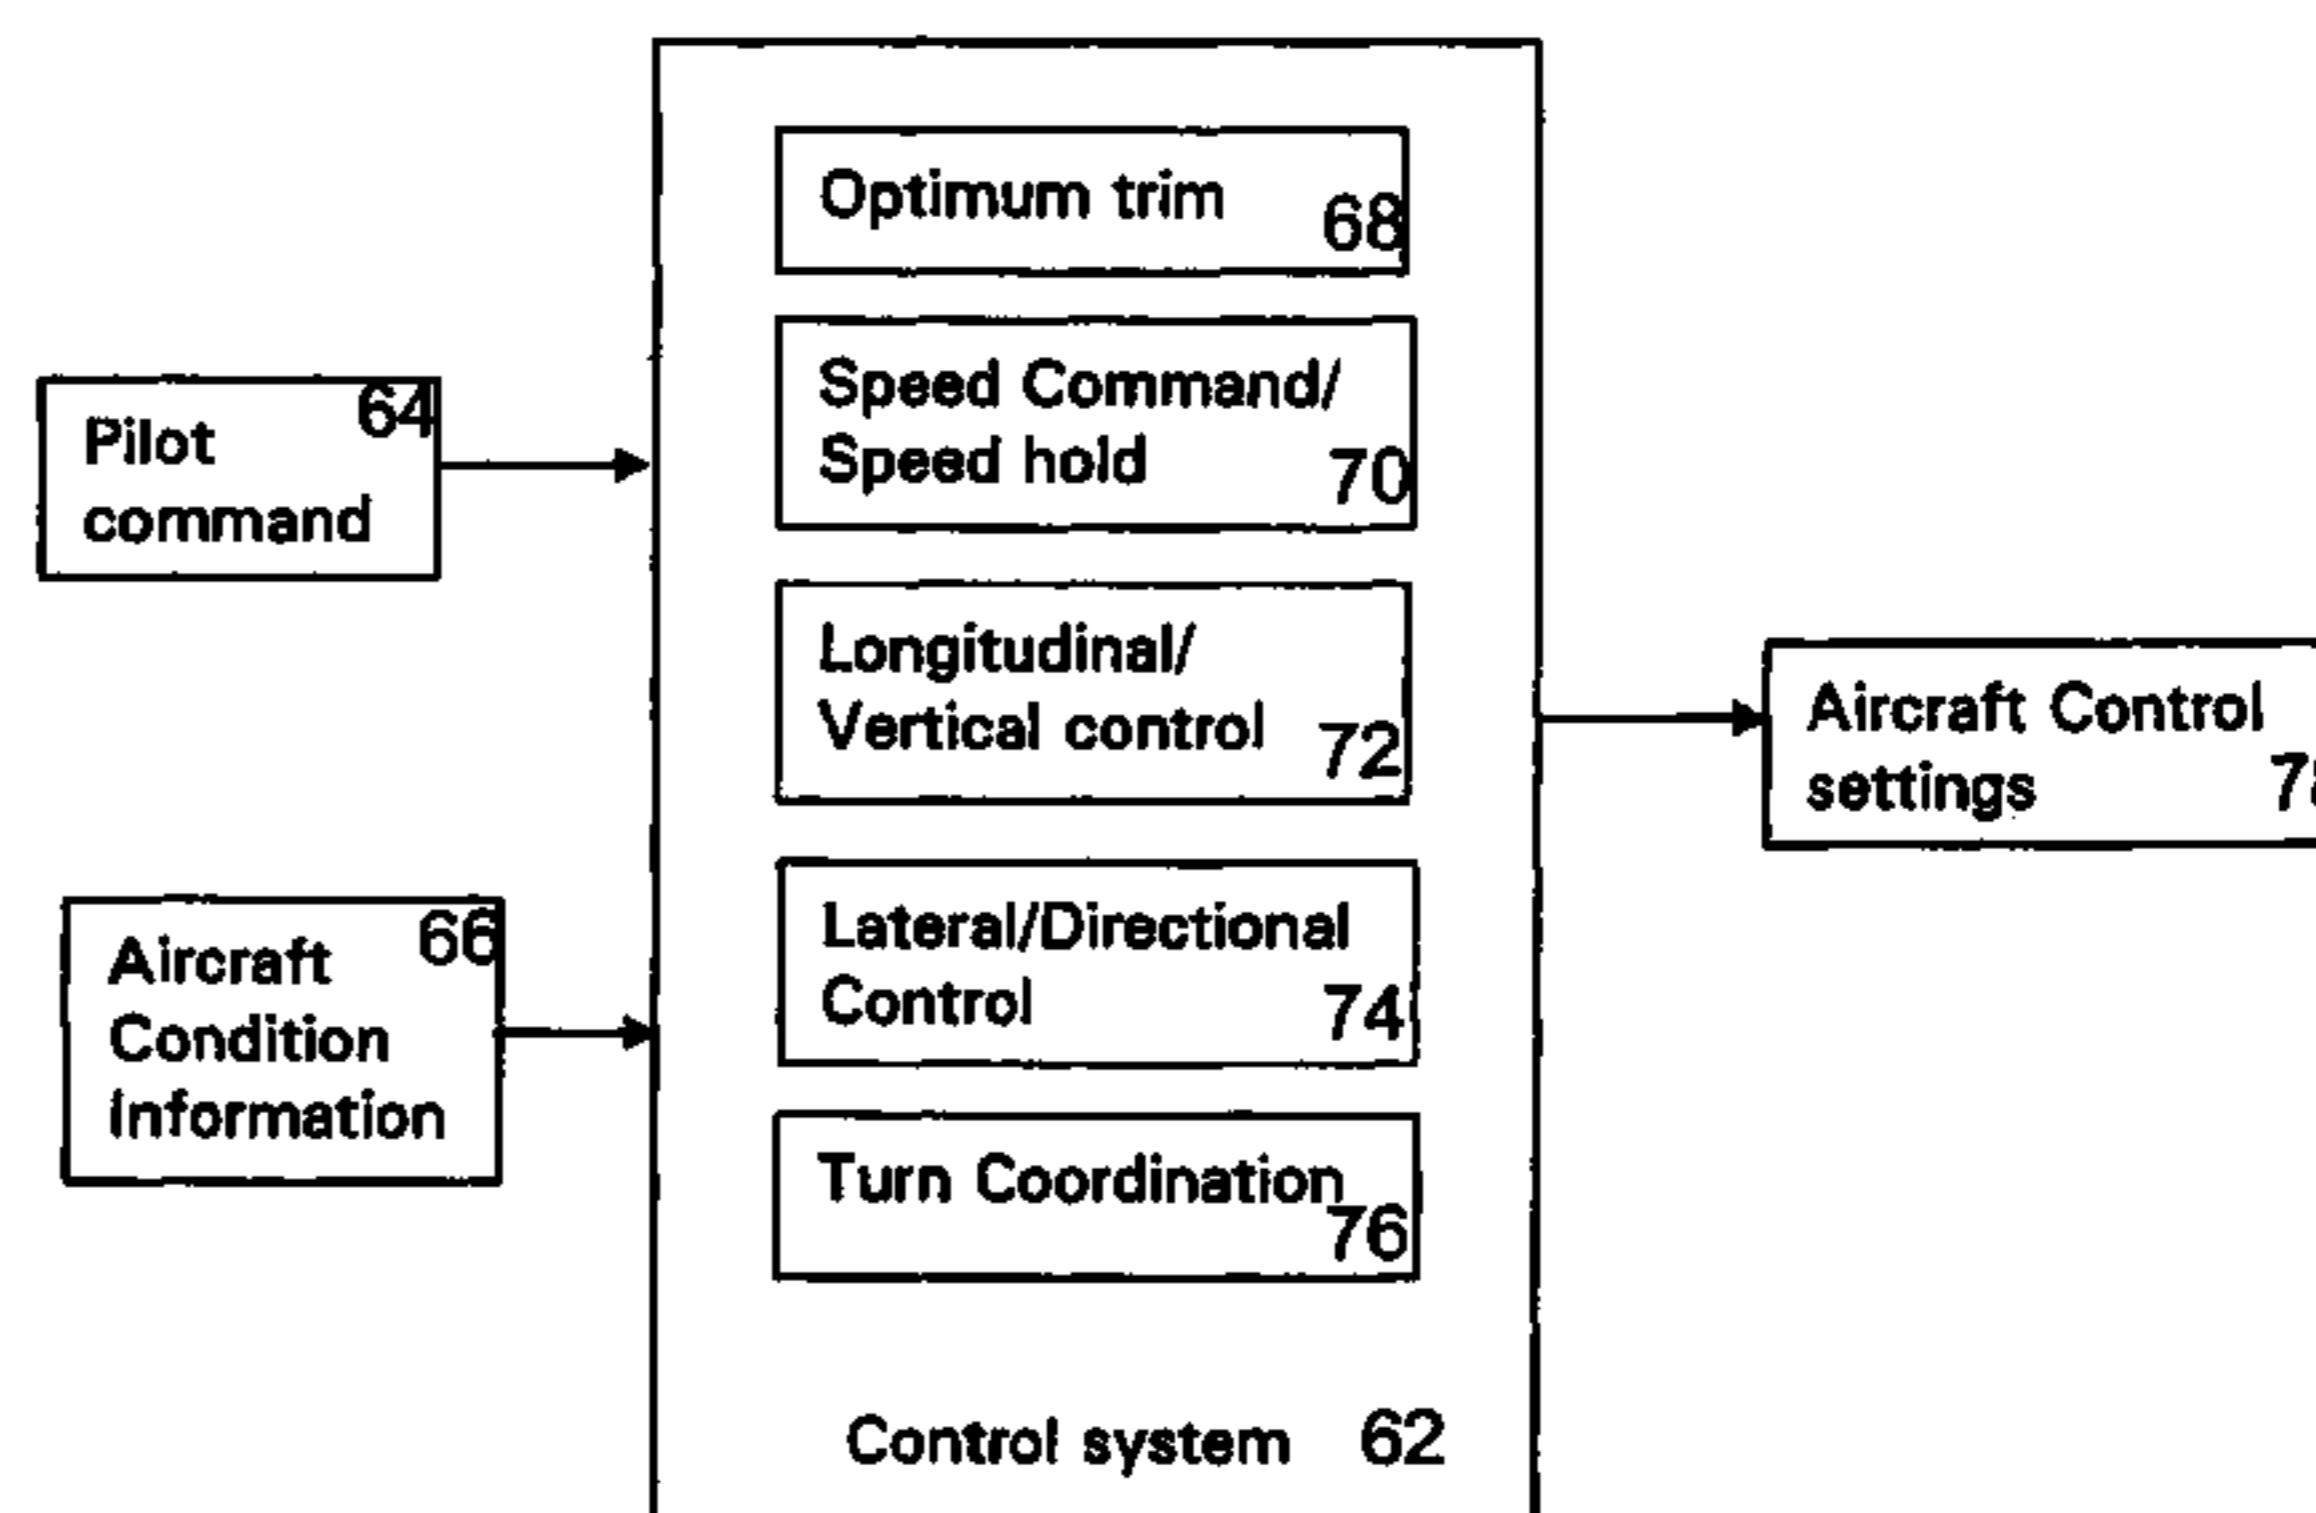 Optimum trim 68
Speed Command/
Speed hold 70
64
Pilot
command
Longitudinal/
Vertical control 72
Aircraft Control
settings
Lateral/Directional
Control 74
66
Aircraft
Condition
Information
Turn Coordination
76
Control system 62